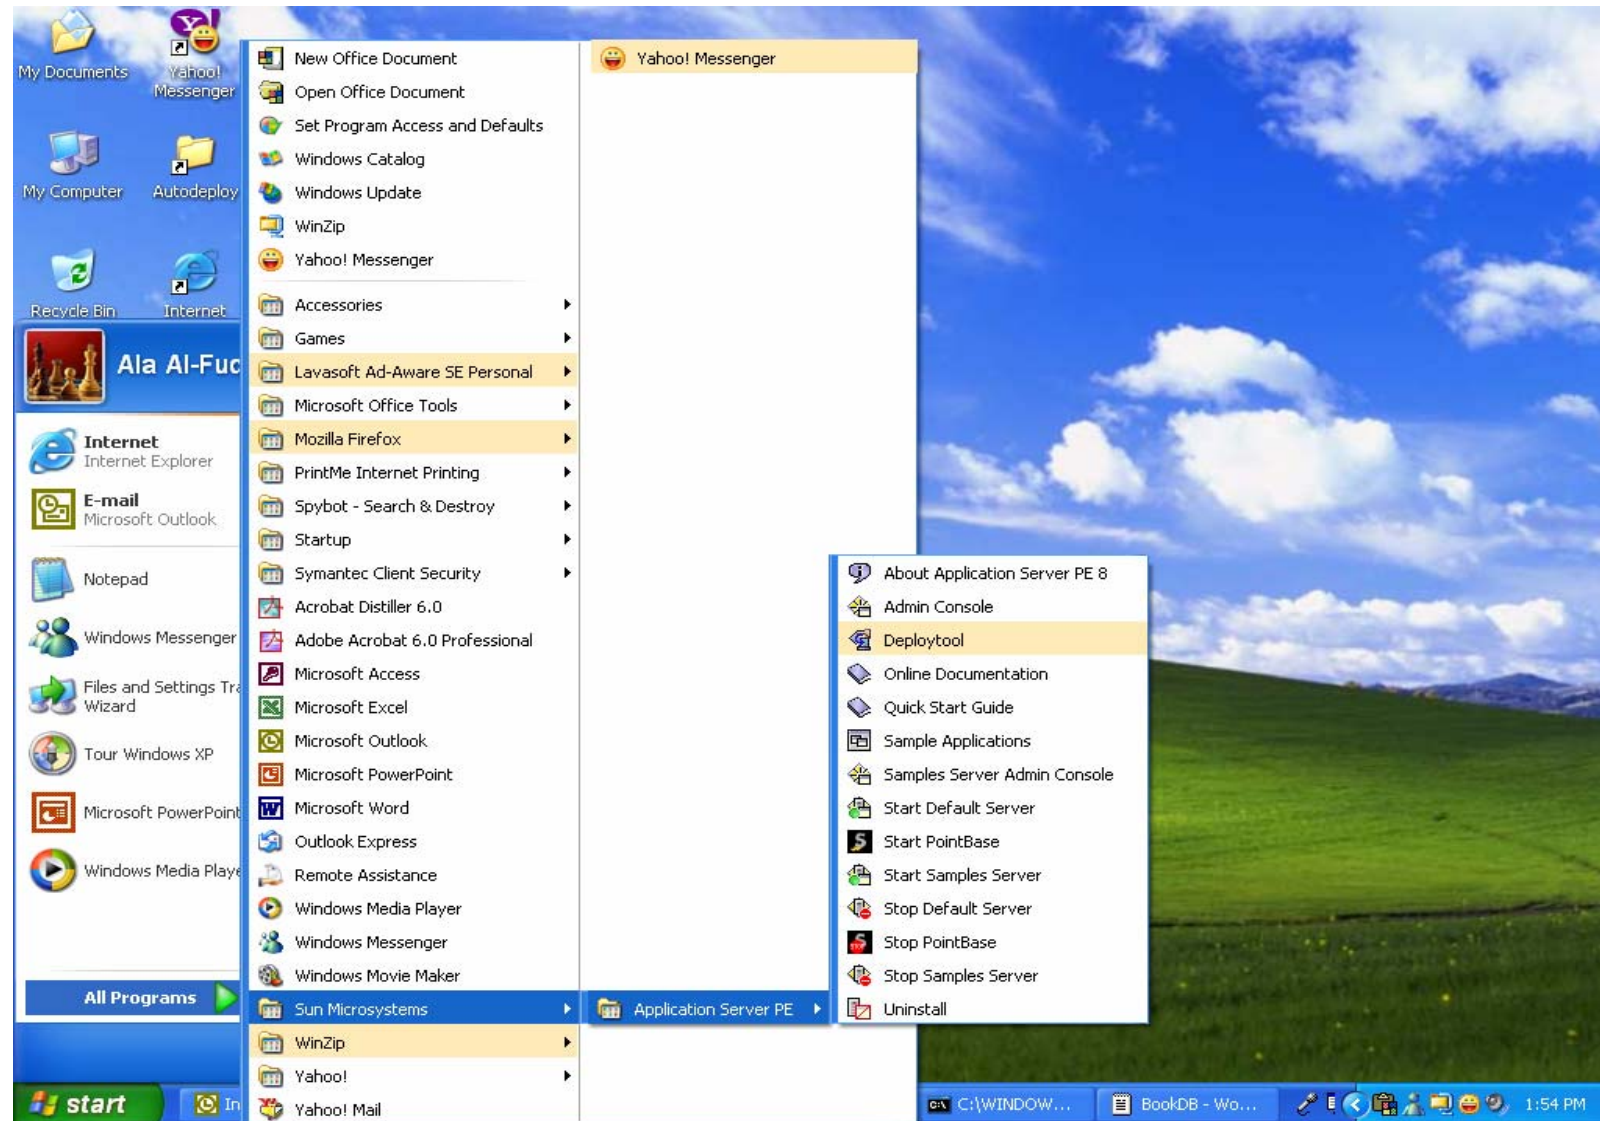 My Documents
Yahoo!
Messenger
My Computer
Autodeploy
Recycle Bin
Internet
Ala Al-Fuc
Internet
Internet Explorer
E-mail
Microsoft Outlook
Notepad
Windows Messenger
Files and Settings Tra
Wizard
Tour Windows XP
Microsoft PowerPoint
Windows Media Playe
All Programs
New Office Document
Open Office Document
Set Program Access and Defaults
Windows Catalog
Windows Update
WinZip
Yahoo! Messenger
Accessories
Games
Lavasoft Ad-Aware SE Personal
Microsoft Office Tools
Mozilla Firefox
PrintMe Internet Printing
Spybot - Search & Destroy
Startup
Symantec Client Security
Acrobat Distiller 6.0
Adobe Acrobat 6.0 Professional
Microsoft Access
Microsoft Excel
Microsoft Outlook
Microsoft PowerPoint
Microsoft Word
Outlook Express
Remote Assistance
Windows Media Player
Windows Messenger
Windows Movie Maker
Sun Microsystems
WinZip
Yahoo!
Yahoo! Mail
Yahoo! Messenger
Application Server PE
About Application Server PE 8
Admin Console
Deploytool
Online Documentation
Quick Start Guide
Sample Applications
Samples Server Admin Console
Start Default Server
Start PointBase
Start Samples Server
Stop Default Server
Stop PointBase
Stop Samples Server
Uninstall
start
In
C:\WINDOW...
BookDB - Wo...
1:54 PM